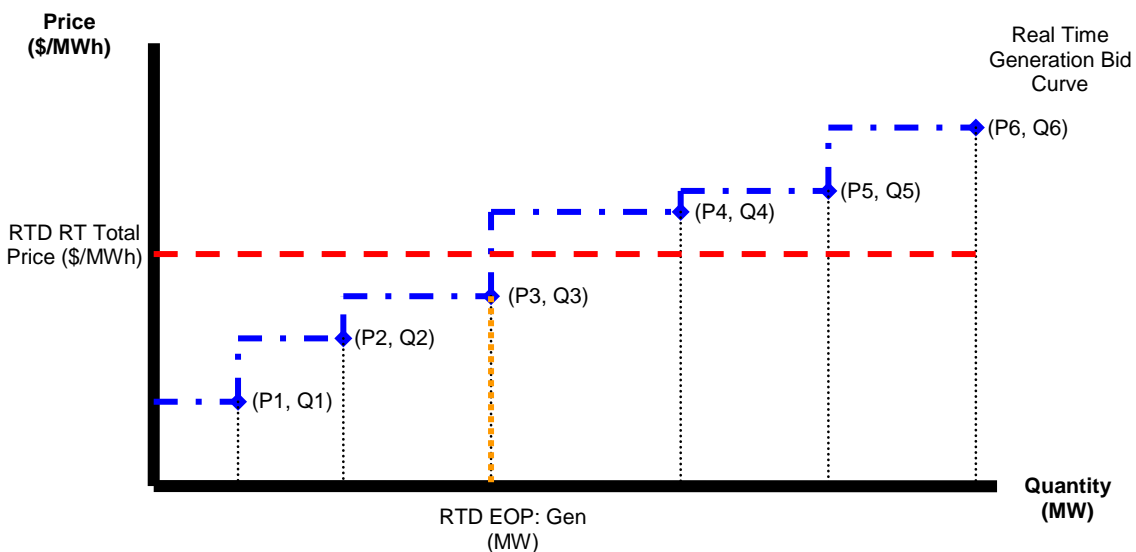 Price
($/MWh)
Real Time
Generation Bid
Curve
(P6, Q6)
(P5, Q5)
(P4, Q4)
RTD RT Total
Price ($/MWh)
(P3, Q3)
(P2, Q2)
(P1, Q1)
Quantity
(MW)
RTD EOP: Gen
(MW)